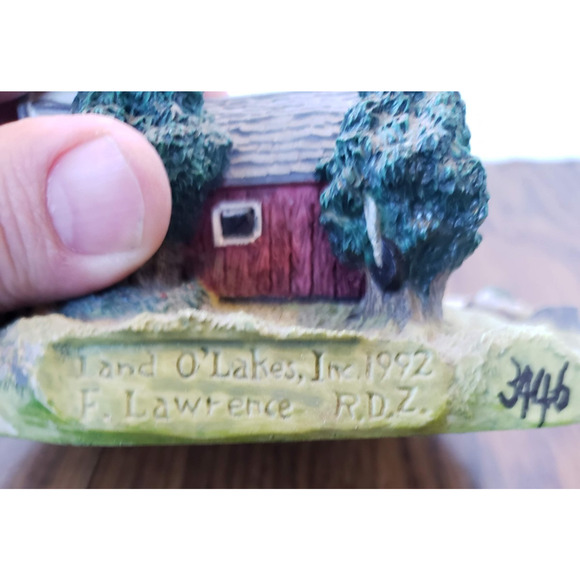 Land O'Lakes, Inc. 1992
F. Lawrence R.D.Z.
3446